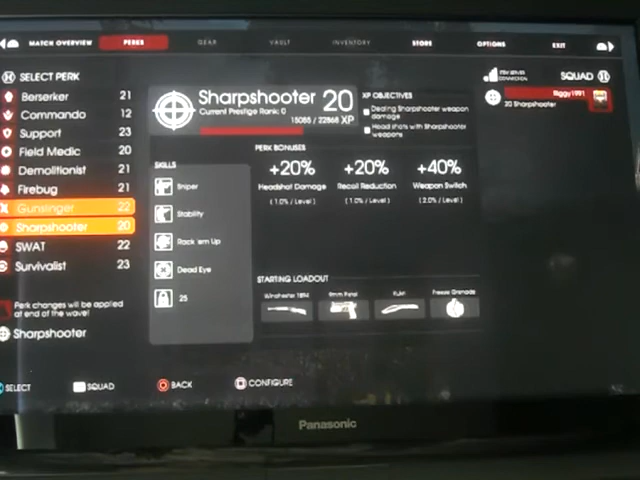 MATCH OVERVIEW PERKS GEAR VAULT INVENTORY STORE OPTIONS EXIT
SELECT PERK
Berserker 21
Commando 12
Support 23
Field Medic 20
Demolitionist 21
Firebug 21
Gunslinger 22
Sharpshooter 20
SWAT 22
Survivalist 23
Perk changes will be applied
at end of the wave!
Sharpshooter
Sharpshooter 20
Current Prestige Rank: 0
15085 / 22868 XP
XP OBJECTIVES
Dealing Sharpshooter weapon
damage
Head shots with Sharpshooter
weapons
SKILLS
Sniper
Stability
Rack 'em Up
Dead Eye
25
PERK BONUSES
+20% +20% +40%
Headshot Damage Recoil Reduction Weapon Switch
( 1.0% / Level ) ( 1.0% / Level ) ( 2.0% / Level )
STARTING LOADOUT
Winchester 1894 9mm Pistol Kukri Freeze Grenade
SQUAD
Riggy1991
20 Sharpshooter
SELECT SQUAD BACK CONFIGURE
Panasonic